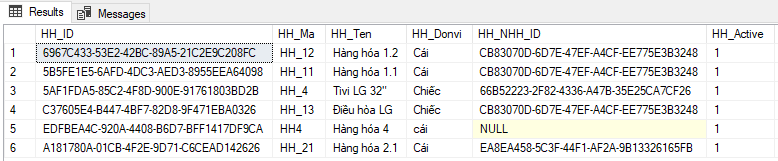 Results Messages
HH_ID HH_Ma HH_Ten HH_Donvi HH_NHH_ID HH_Active
1 6967C433-53E2-42BC-89A5-21C2E9C208FC HH_12 Hàng hóa 1.2 Cái CB83070D-6D7E-47EF-A4CF-EE775E3B3248 1
2 5B5FE1E5-6AFD-4DC3-AED3-8955EEA64098 HH_11 Hàng hóa 1.1 Cái CB83070D-6D7E-47EF-A4CF-EE775E3B3248 1
3 5AF1FDA5-85C2-4F8D-900E-91761803BD2B HH_4 Tivi LG 32" Chiếc 66B52223-2F82-4336-A47B-35E25CA7CF26 1
4 C37605E4-B447-4BF7-82D8-9F471EBA0326 HH_13 Điều hòa LG Chiếc CB83070D-6D7E-47EF-A4CF-EE775E3B3248 1
5 EDFBEA4C-920A-4408-B6D7-BFF1417DF9CA HH4 Hàng hóa 4 cái NULL 1
6 A181780A-01CB-4F2E-9D71-C6CEAD142626 HH_21 Hàng hóa 2.1 Cái EA8EA458-5C3F-44F1-AF2A-9B13326165FB 1